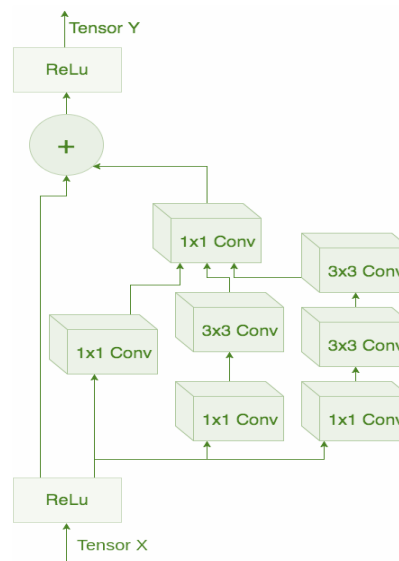 Tensor Y
ReLu
+
1x1 Conv
3x3 Conv
1x1 Conv
3x3 Conv
3x3 Conv
1x1 Conv
1x1 Conv
ReLu
Tensor X